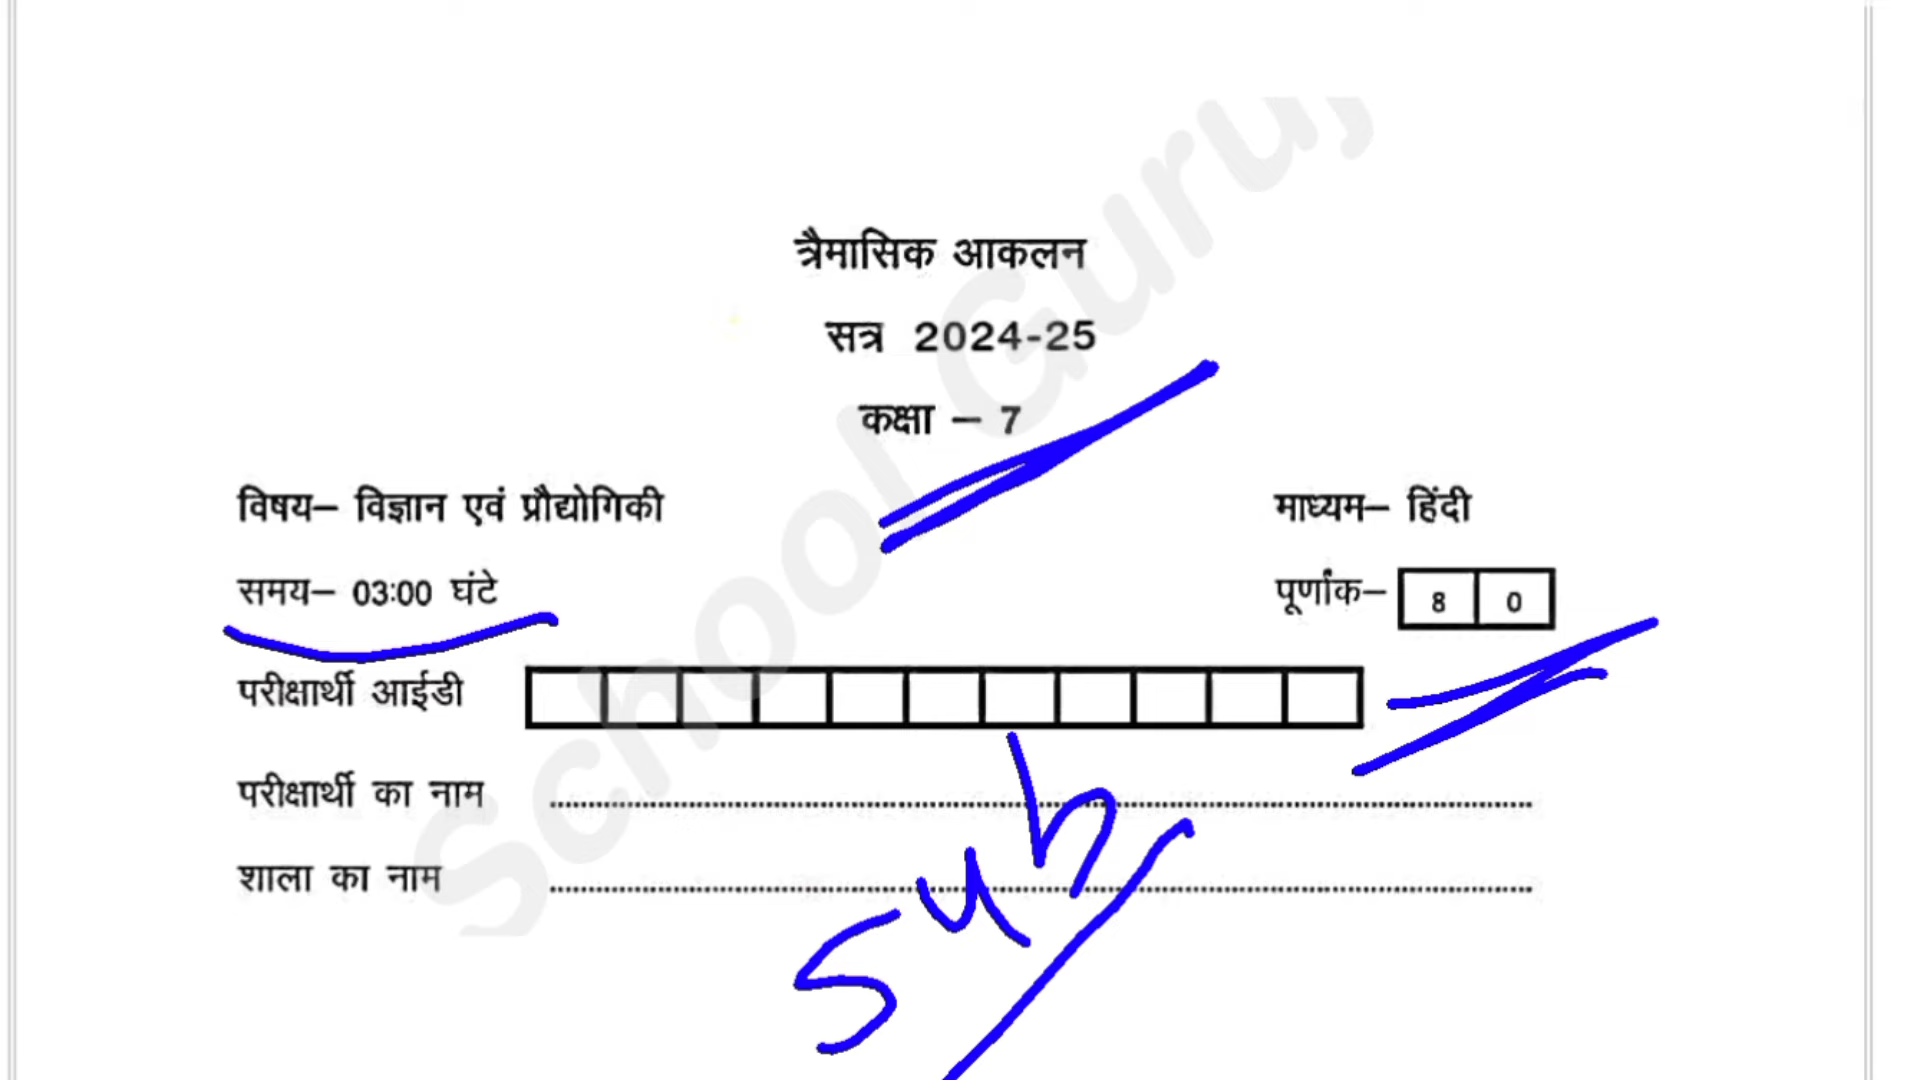 त्रैमासिक आकलन
सत्र 2024-25
कक्षा – 7
विषय– विज्ञान एवं प्रौद्योगिकी माध्यम– हिंदी
समय– 03:00 घंटे पूर्णांक– 8 0
परीक्षार्थी आईडी
परीक्षार्थी का नाम ........................................
शाला का नाम ........................................
Sub
School Guruj